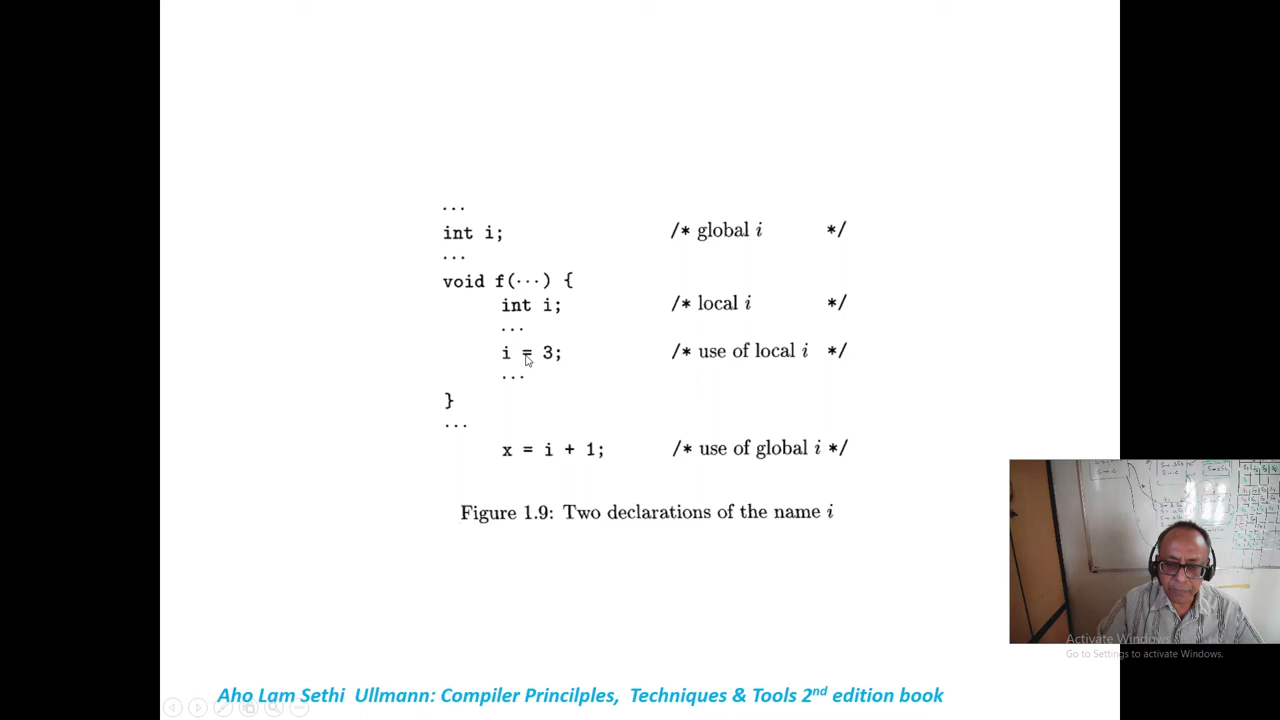 ...
int i; /* global i */
...
void f(···) {
int i; /* local i */
...
i = 3; /* use of local i */
...
}
...
x = i + 1; /* use of global i */
Figure 1.9: Two declarations of the name i
Activate Windows
Go to Settings to activate Windows.
Aho Lam Sethi Ullmann: Compiler Princilples, Techniques & Tools 2nd edition book